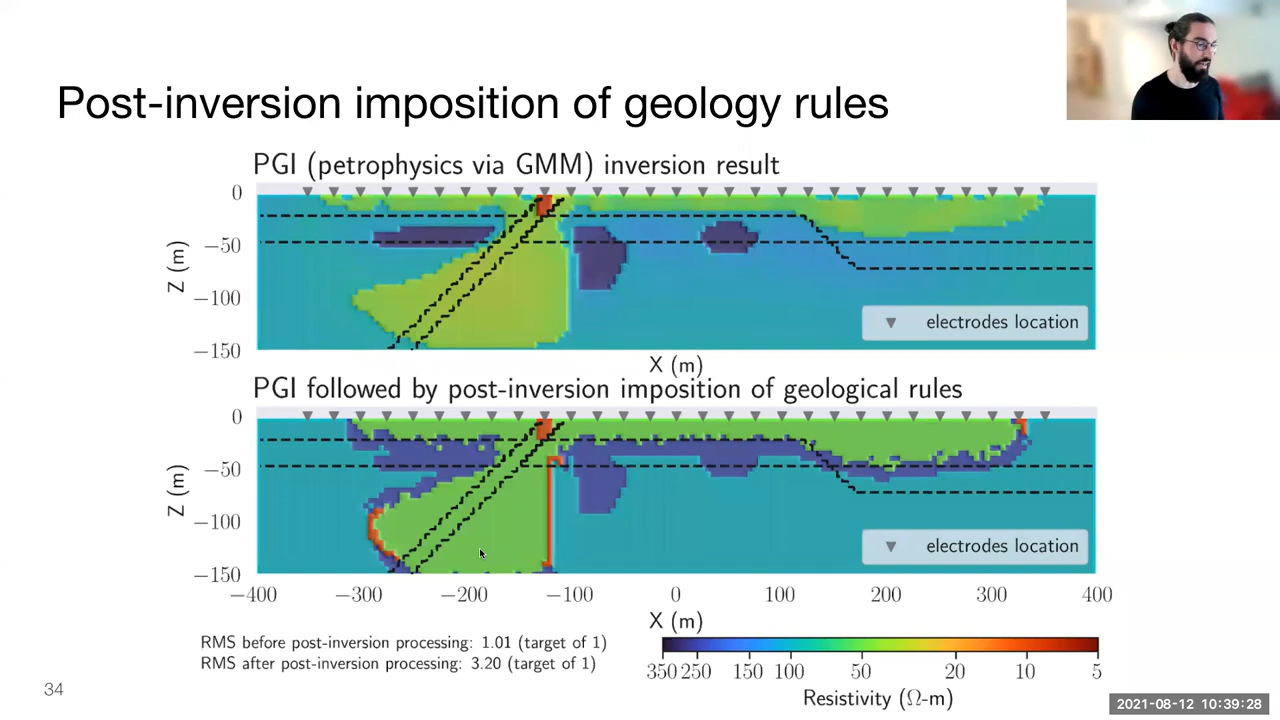 Post-inversion imposition of geology rules
PGI (petrophysics via GMM) inversion result
0
−50
−100
−150
Z (m)
electrodes location
X (m)
PGI followed by post-inversion imposition of geological rules
0
−50
−100
−150
Z (m)
electrodes location
−400 −300 −200 −100 0 100 200 300 400
X (m)
RMS before post-inversion processing: 1.01 (target of 1)
RMS after post-inversion processing: 3.20 (target of 1)
350 250 150 100 50 20 10 5
Resistivity (Ω-m)
34
2021-08-12 10:39:28